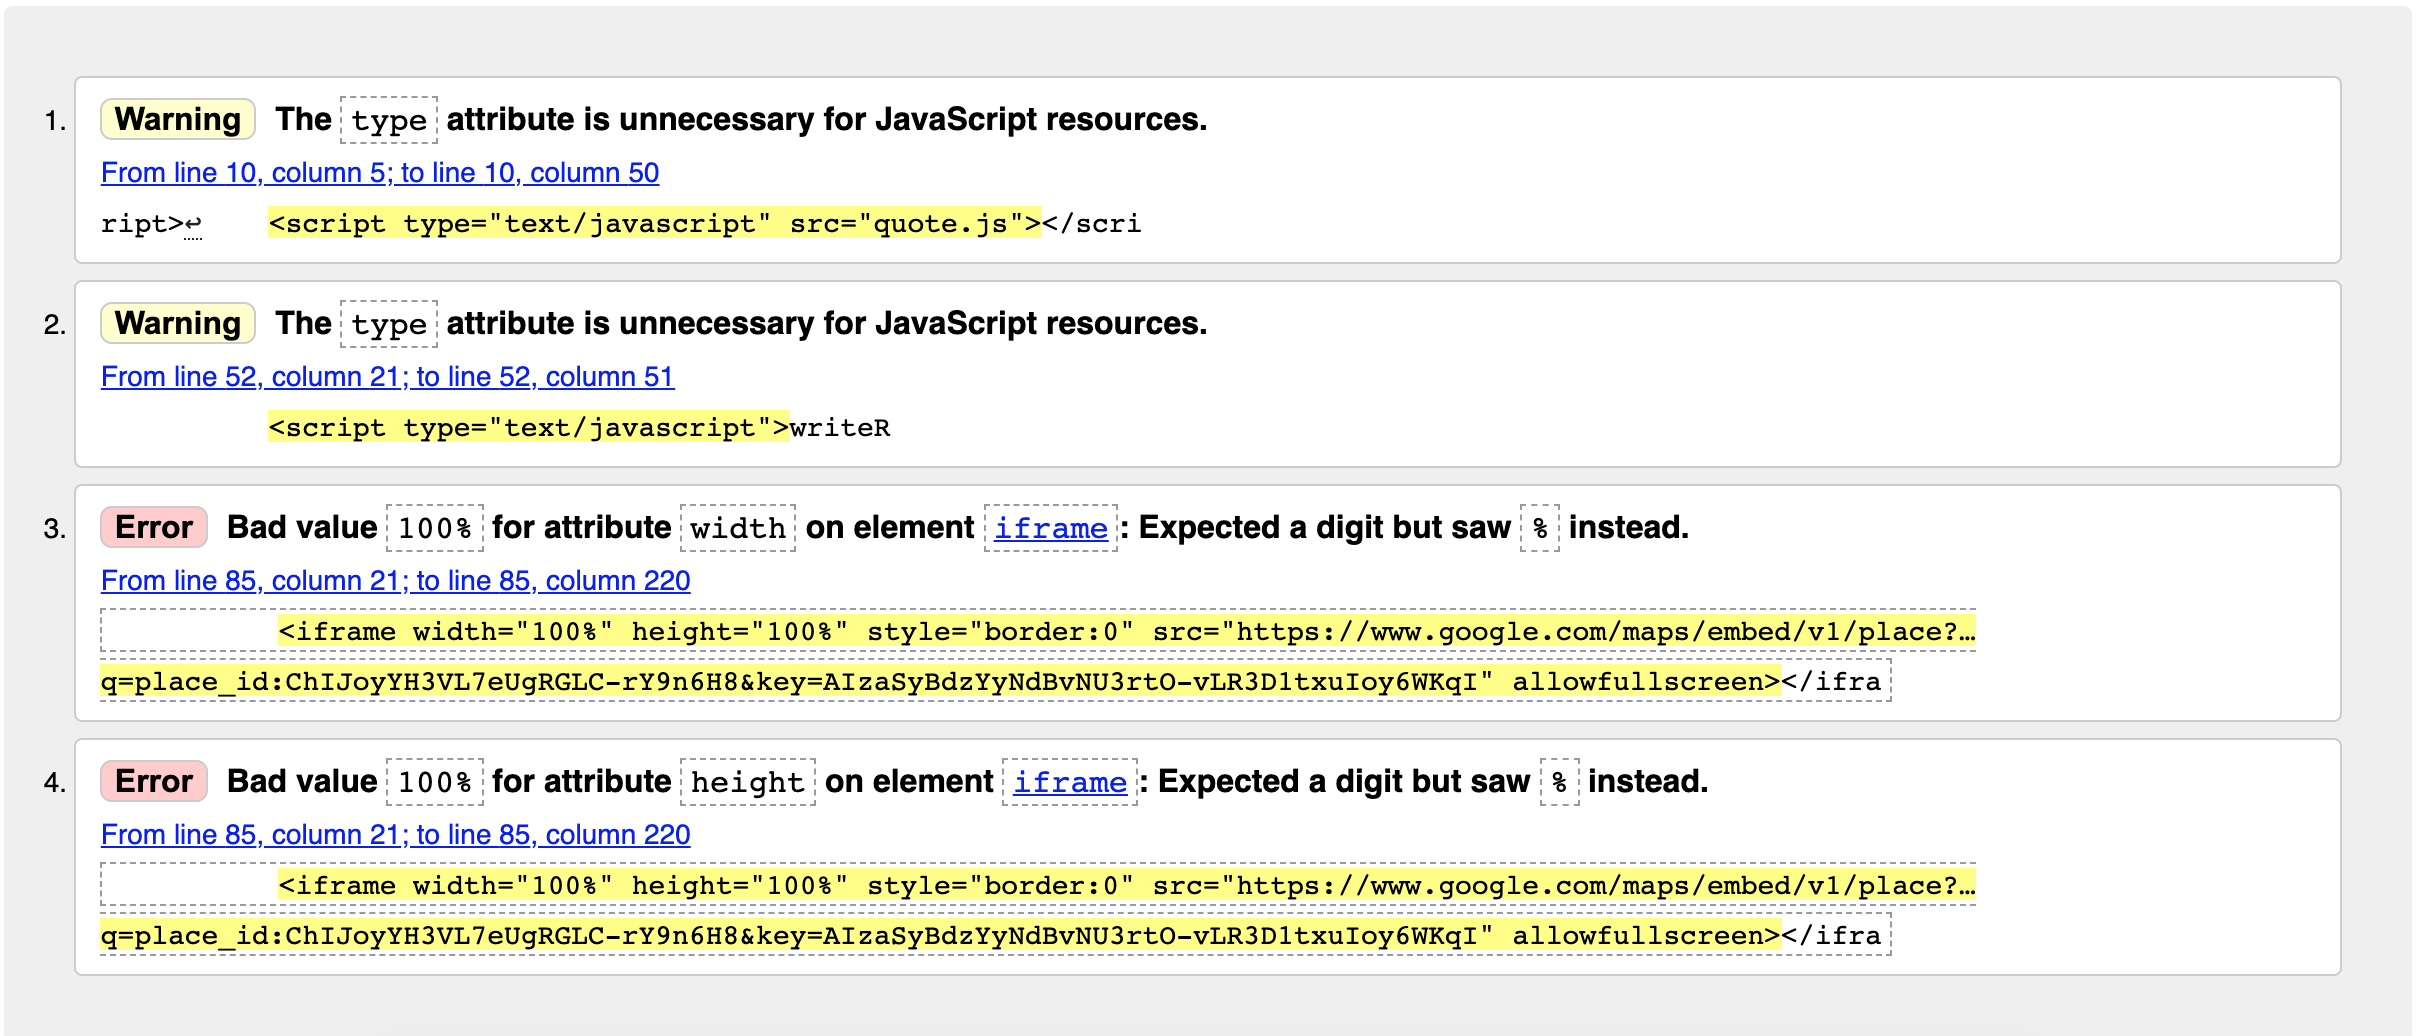 1. Warning The type attribute is unnecessary for JavaScript resources.
From line 10, column 5; to line 10, column 50
ript>↩    <script type="text/javascript" src="quote.js"></scri
2. Warning The type attribute is unnecessary for JavaScript resources.
From line 52, column 21; to line 52, column 51
<script type="text/javascript">writeR
3. Error Bad value 100% for attribute width on element iframe: Expected a digit but saw % instead.
From line 85, column 21; to line 85, column 220
<iframe width="100%" height="100%" style="border:0" src="https://www.google.com/maps/embed/v1/place?…
q=place_id:ChIJoyYH3VL7eUgRGLC-rY9n6H8&key=AIzaSyBdzYyNdBvNU3rtO-vLR3D1txuIoy6WKqI" allowfullscreen></ifra
4. Error Bad value 100% for attribute height on element iframe: Expected a digit but saw % instead.
From line 85, column 21; to line 85, column 220
<iframe width="100%" height="100%" style="border:0" src="https://www.google.com/maps/embed/v1/place?…
q=place_id:ChIJoyYH3VL7eUgRGLC-rY9n6H8&key=AIzaSyBdzYyNdBvNU3rtO-vLR3D1txuIoy6WKqI" allowfullscreen></ifra